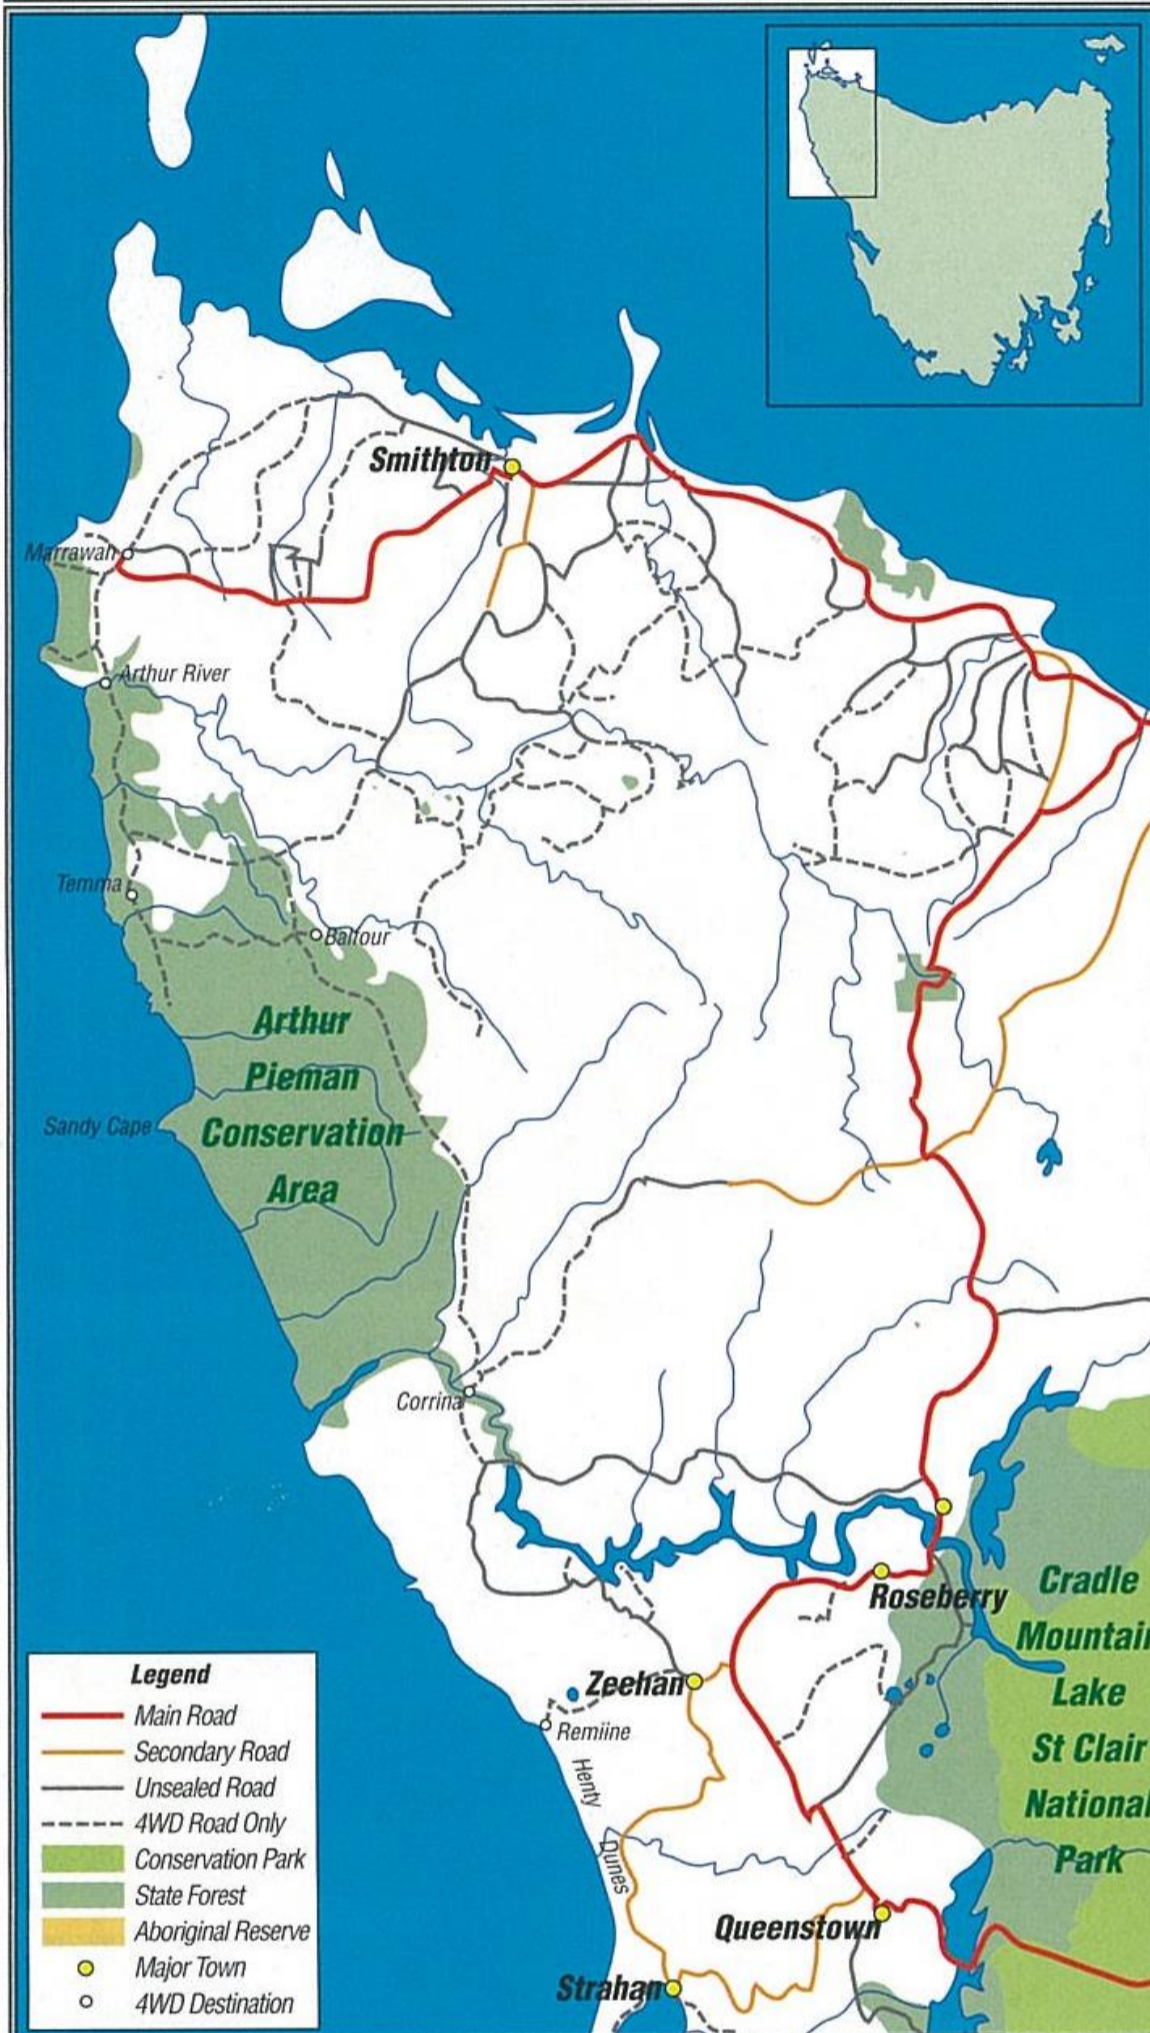 Smithton
Marrawah
Arthur River
Temma
Balfour
Arthur
Pieman
Conservation
Area
Sandy Cape
Corrina
Roseberry
Cradle
Mountain
Lake
St Clair
National
Park
Zeehan
Remiine
Henty
Dunes
Queenstown
Strahan
Legend
Main Road
Secondary Road
Unsealed Road
4WD Road Only
Conservation Park
State Forest
Aboriginal Reserve
Major Town
4WD Destination